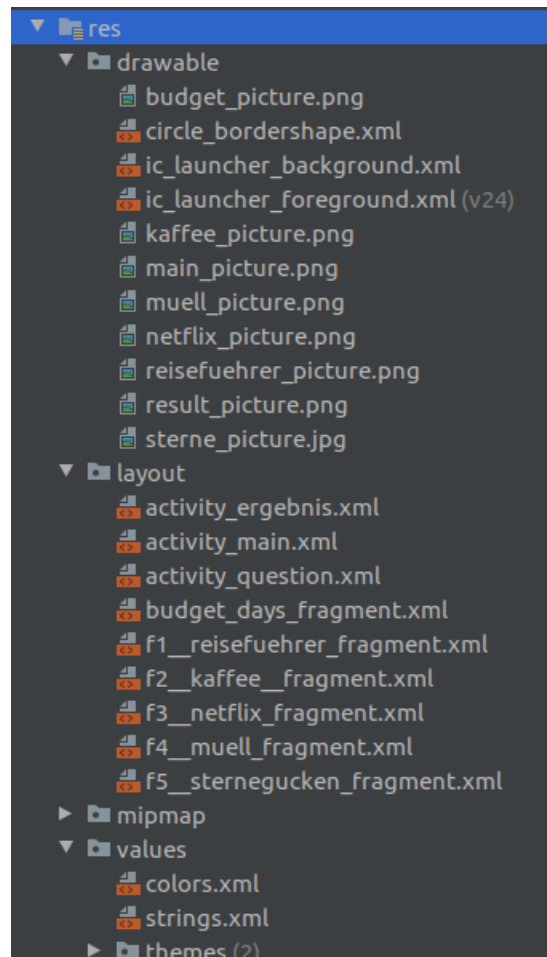 res
drawable
budget_picture.png
circle_bordershape.xml
ic_launcher_background.xml
ic_launcher_foreground.xml (v24)
kaffee_picture.png
main_picture.png
muell_picture.png
netflix_picture.png
reisefuehrer_picture.png
result_picture.png
sterne_picture.jpg
layout
activity_ergebnis.xml
activity_main.xml
activity_question.xml
budget_days_fragment.xml
f1__reisefuehrer_fragment.xml
f2__kaffee__fragment.xml
f3__netflix_fragment.xml
f4__muell_fragment.xml
f5__sternegucken_fragment.xml
mipmap
values
colors.xml
strings.xml
themes (2)